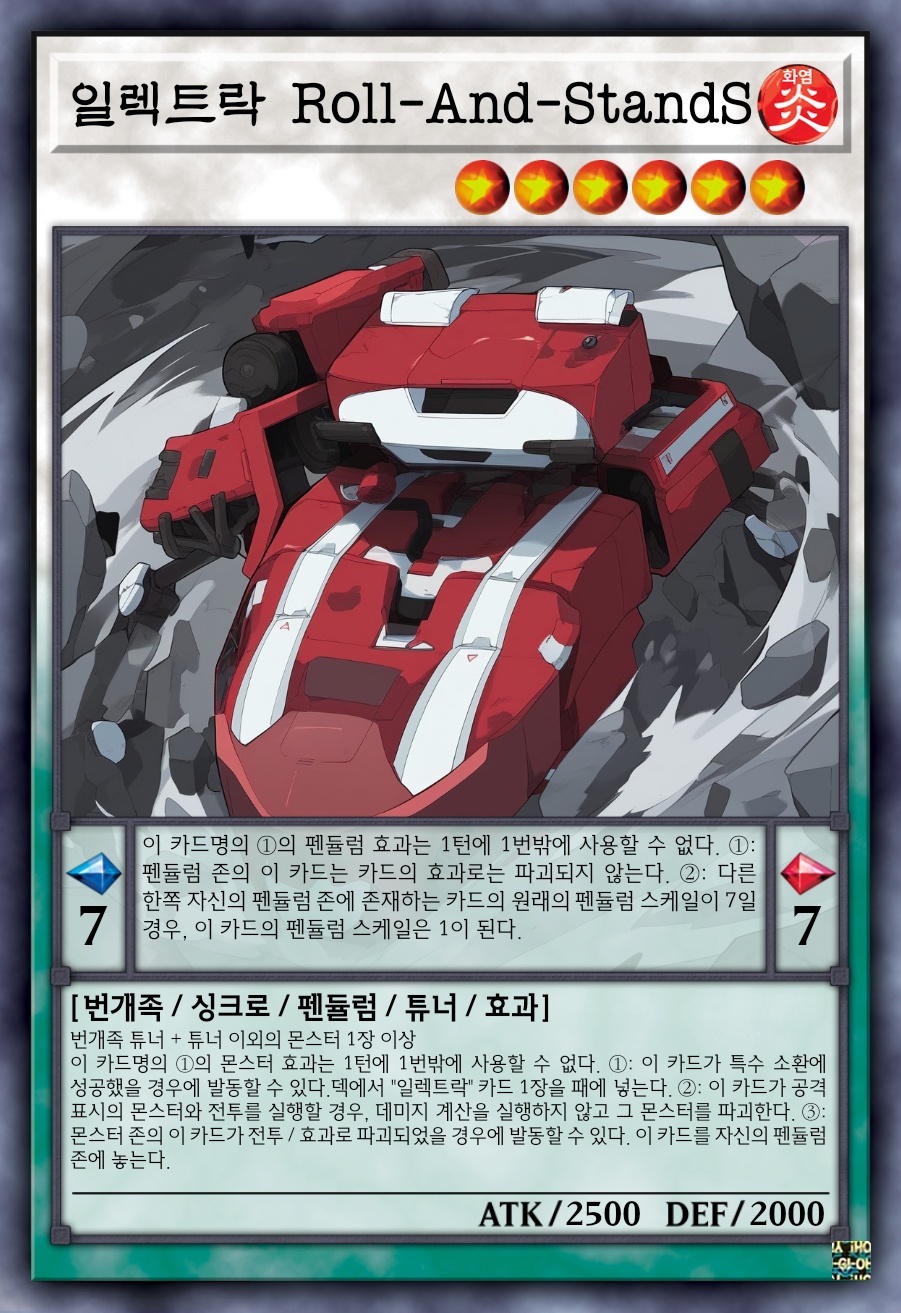 일렉트락 Roll-And-StandS
화염
炎
이 카드명의 ①의 펜듈럼 효과는 1턴에 1번밖에 사용할 수 없다. ①:
펜듈럼 존의 이 카드는 카드의 효과로는 파괴되지 않는다. ②: 다른
한쪽 자신의 펜듈럼 존에 존재하는 카드의 원래의 펜듈럼 스케일이 7일
경우, 이 카드의 펜듈럼 스케일은 1이 된다.
7
7
[번개족 / 싱크로 / 펜듈럼 / 튜너 / 효과]
번개족 튜너 + 튜너 이외의 몬스터 1장 이상
이 카드명의 ①의 몬스터 효과는 1턴에 1번밖에 사용할 수 없다. ①: 이 카드가 특수 소환에
성공했을 경우에 발동할 수 있다.덱에서 "일렉트락" 카드 1장을 패에 넣는다. ②: 이 카드가 공격
표시의 몬스터와 전투를 실행할 경우, 데미지 계산을 실행하지 않고 그 몬스터를 파괴한다. ③:
몬스터 존의 이 카드가 전투 / 효과로 파괴되었을 경우에 발동할 수 있다. 이 카드를 자신의 펜듈럼
존에 놓는다.
ATK/2500 DEF/2000